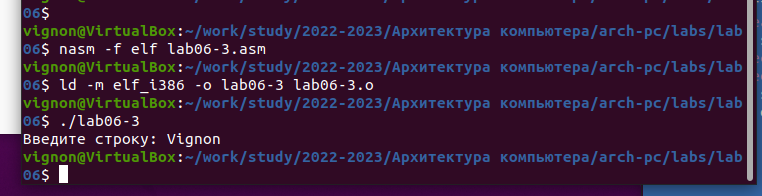 06$
vignon@VirtualBox:~/work/study/2022-2023/Архитектура компьютера/arch-pc/labs/lab
06$ nasm -f elf lab06-3.asm
vignon@VirtualBox:~/work/study/2022-2023/Архитектура компьютера/arch-pc/labs/lab
06$ ld -m elf_i386 -o lab06-3 lab06-3.o
vignon@VirtualBox:~/work/study/2022-2023/Архитектура компьютера/arch-pc/labs/lab
06$ ./lab06-3
Введите строку: Vignon
vignon@VirtualBox:~/work/study/2022-2023/Архитектура компьютера/arch-pc/labs/lab
06$